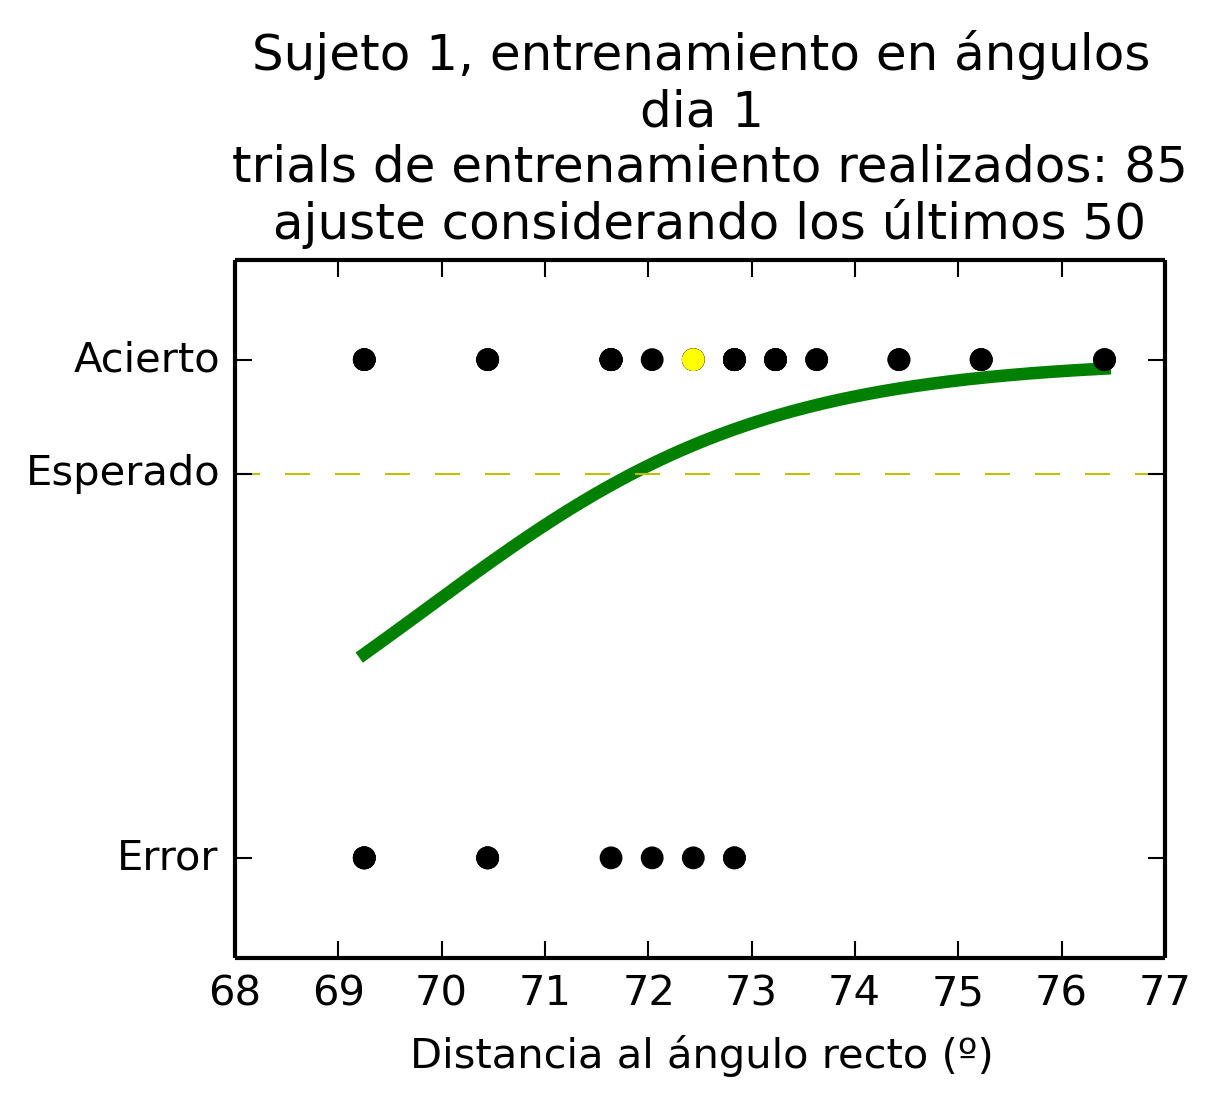 Sujeto 1, entrenamiento en ángulos
dia 1
trials de entrenamiento realizados: 85
ajuste considerando los últimos 50
Acierto
Esperado
Error
68 69 70 71 72 73 74 75 76 77
Distancia al ángulo recto (º)